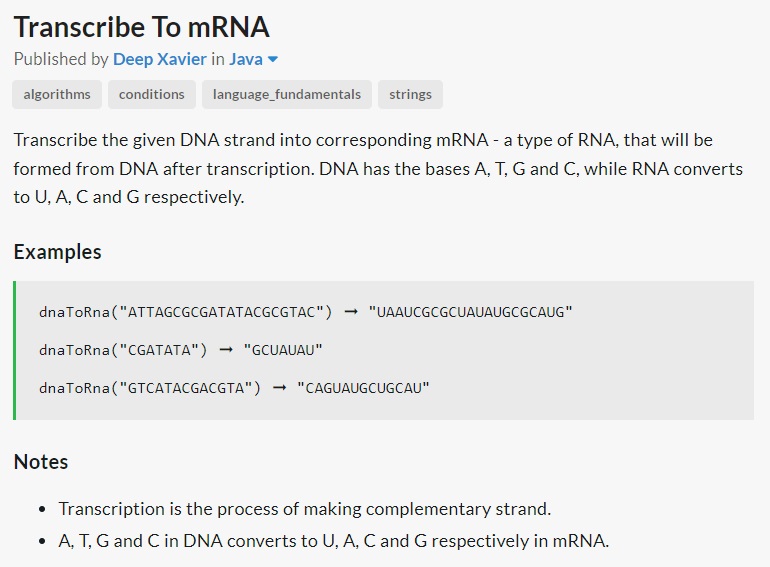 Transcribe To mRNA
Published by Deep Xavier in Java
algorithms conditions language_fundamentals strings
Transcribe the given DNA strand into corresponding mRNA - a type of RNA, that will be
formed from DNA after transcription. DNA has the bases A, T, G and C, while RNA converts
to U, A, C and G respectively.
Examples
dnaToRna("ATTAGCGCGATATACGCGTAC") ➞ "UAAUCGCGCUAUAUGCGCAUG"
dnaToRna("CGATATA") ➞ "GCUAUAU"
dnaToRna("GTCATACGACGTA") ➞ "CAGUAUGCUGCAU"
Notes
• Transcription is the process of making complementary strand.
• A, T, G and C in DNA converts to U, A, C and G respectively in mRNA.